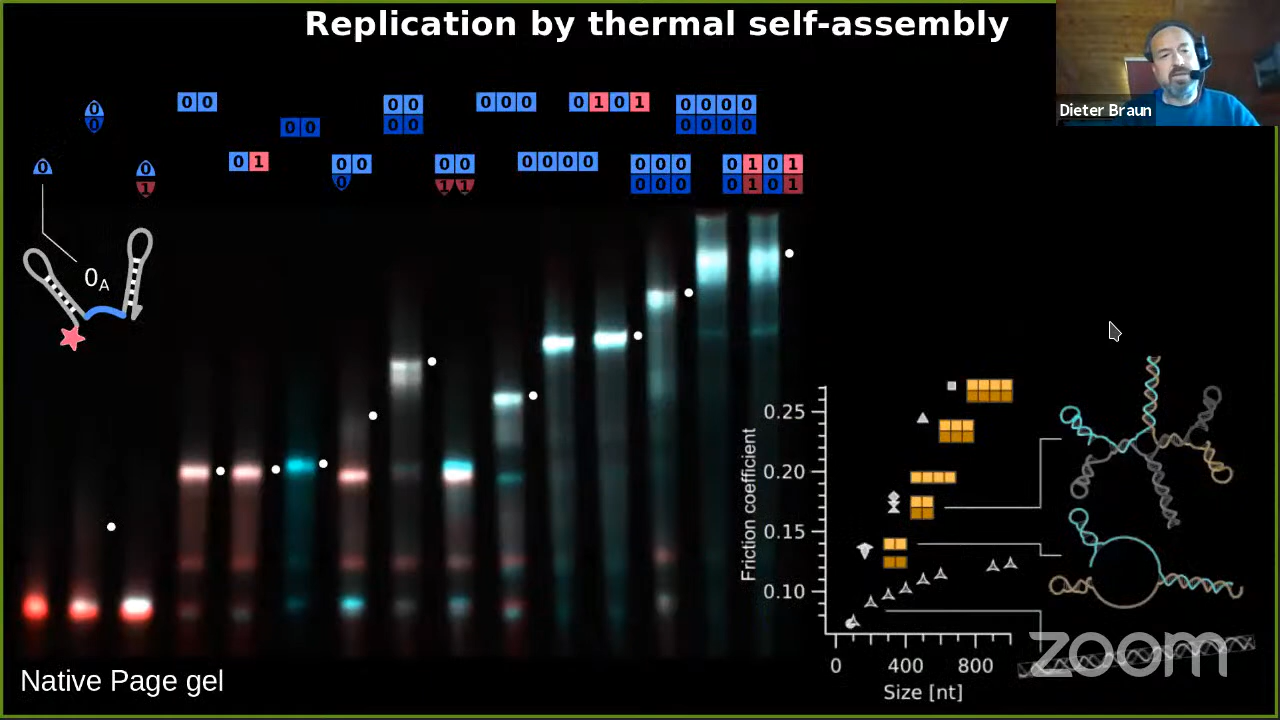 Replication by thermal self-assembly
Dieter Braun
0 0 0 0 0 0 0 0 0 1 0 1 0 0 0 0
0 0 0 0 0 0 0 0 0 0
0 0 1 0 0 0 0 0 0 0 0 0 0 0 0 0 1 0 1
1 0 1 1 0 0 0 0 1 0 1
0A
0.25
0.20
0.15
0.10
Friction coefficient
0 400 800
Size [nt]
Native Page gel
zoom